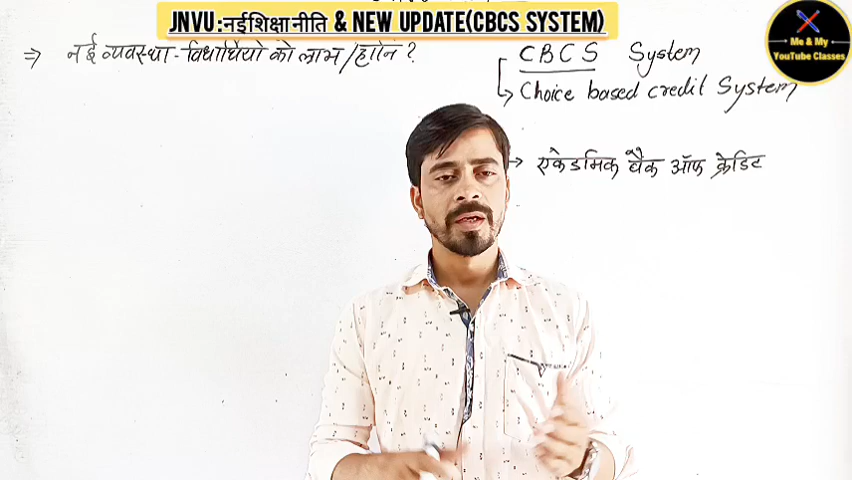 JNVU:नई शिक्षा नीति & NEW UPDATE(CBCS SYSTEM)
Me & My
YouTube Classes
⇒ नई व्यवस्था - विधार्थियो को लाभ/हानि ?
CBCS System
Choice based credit System
→ एकेडमिक बैंक ऑफ क्रेडिट